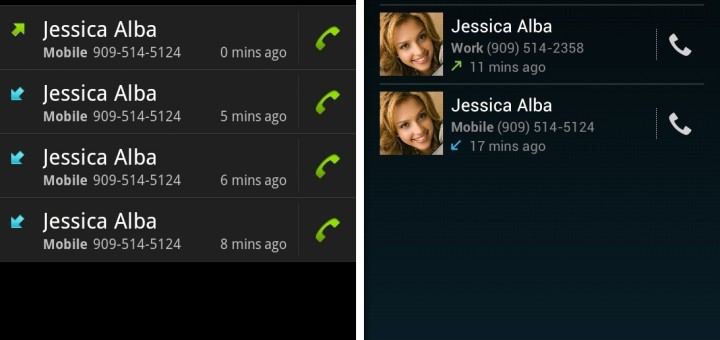 Jessica Alba
Mobile 909-514-5124 0 mins ago
Jessica Alba
Mobile 909-514-5124 5 mins ago
Jessica Alba
Mobile 909-514-5124 6 mins ago
Jessica Alba
Mobile 909-514-5124 8 mins ago
Jessica Alba
Work (909) 514-2358
11 mins ago
Jessica Alba
Mobile (909) 514-5124
17 mins ago